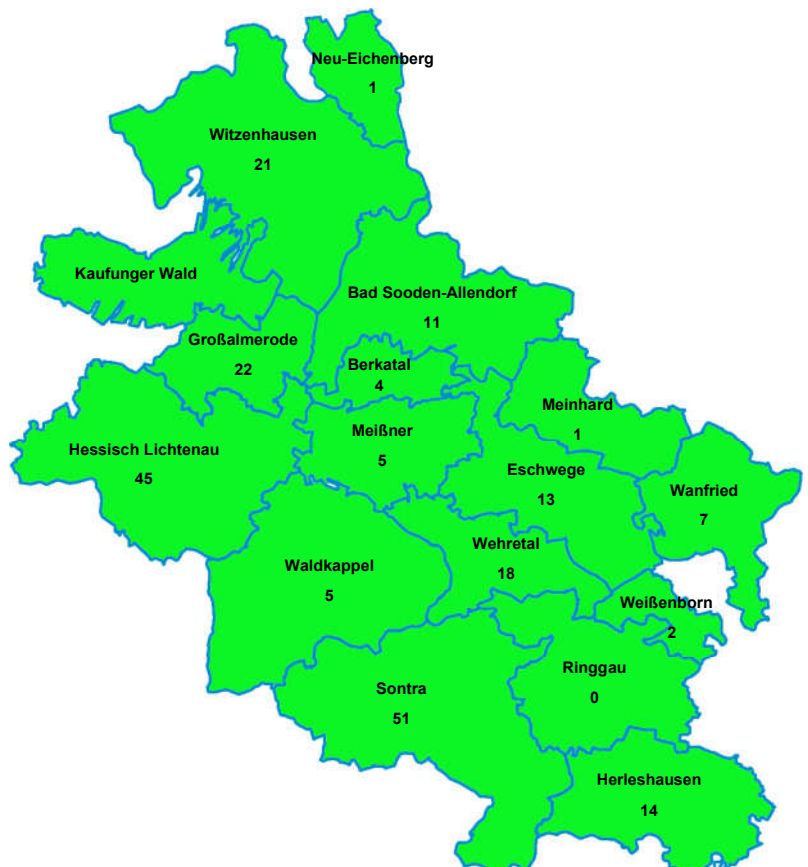 Neu-Eichenberg
1
Witzenhausen
21
Kaufunger Wald
Bad Sooden-Allendorf
11
Großalmerode
22
Berkatal
4
Meinhard
1
Meißner
5
Hessisch Lichtenau
45
Eschwege
13
Wanfried
7
Wehretal
18
Waldkappel
5
Weißenborn
2
Ringgau
0
Sontra
51
Herleshausen
14